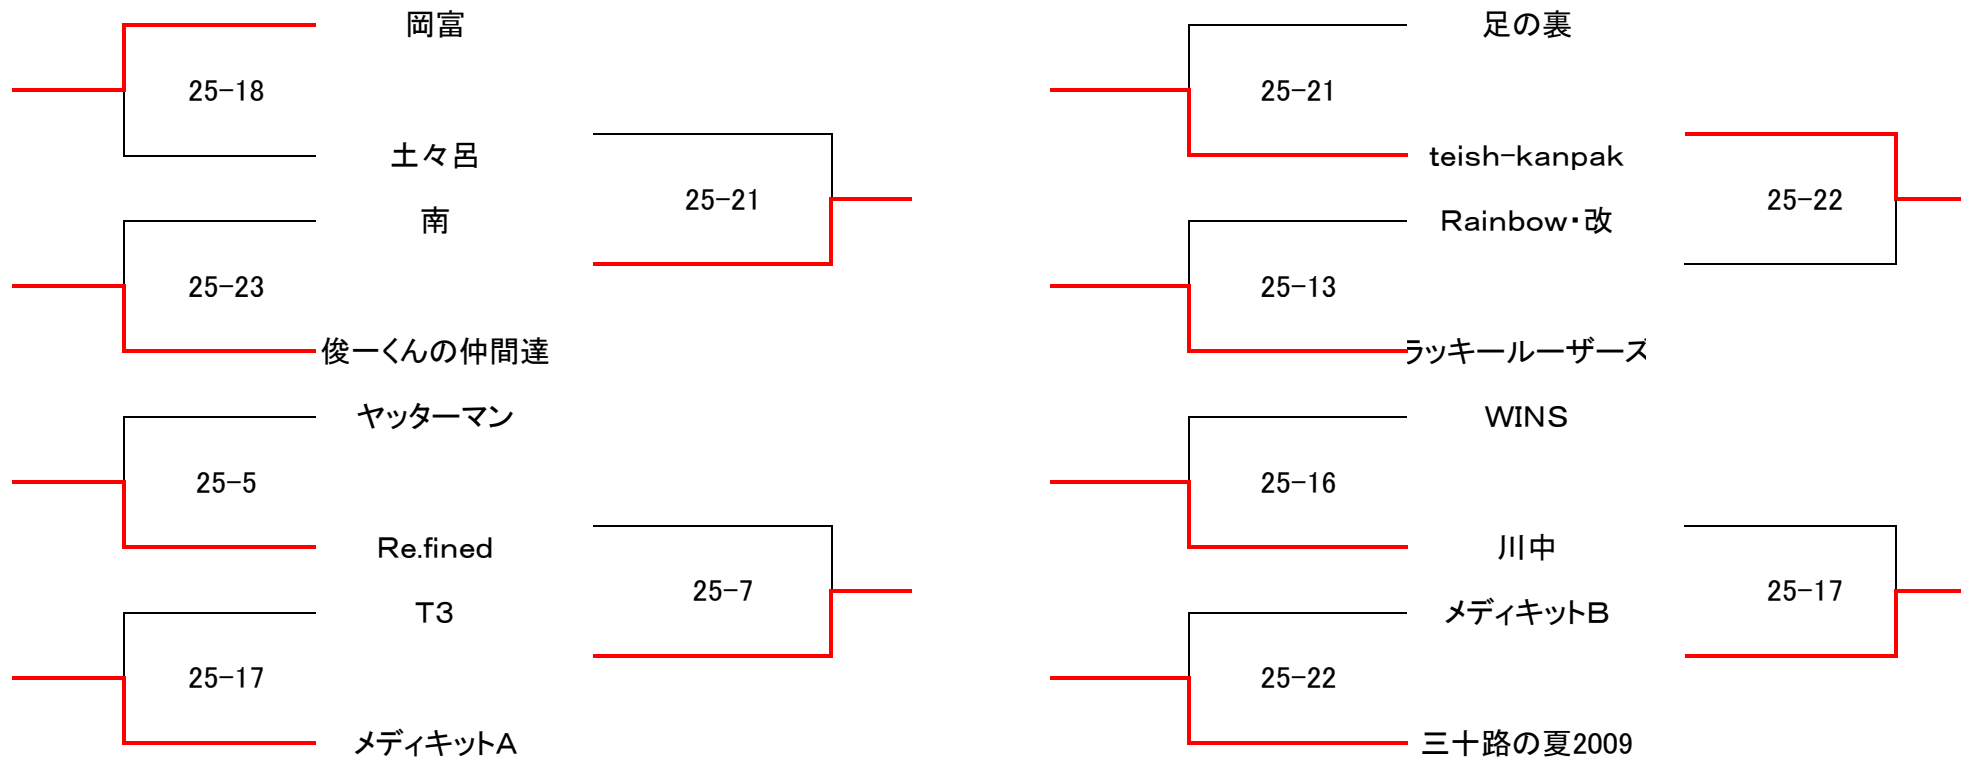 岡富
足の裏
25-18
25-21
土々呂
teish-kanpak
25-21
25-22
南
Rainbow・改
25-23
25-13
俊一くんの仲間達
ラッキールーザーズ
ヤッターマン
WINS
25-5
25-16
Re.fined
川中
25-7
25-17
T3
メディキットB
25-17
25-22
メディキットA
三十路の夏2009